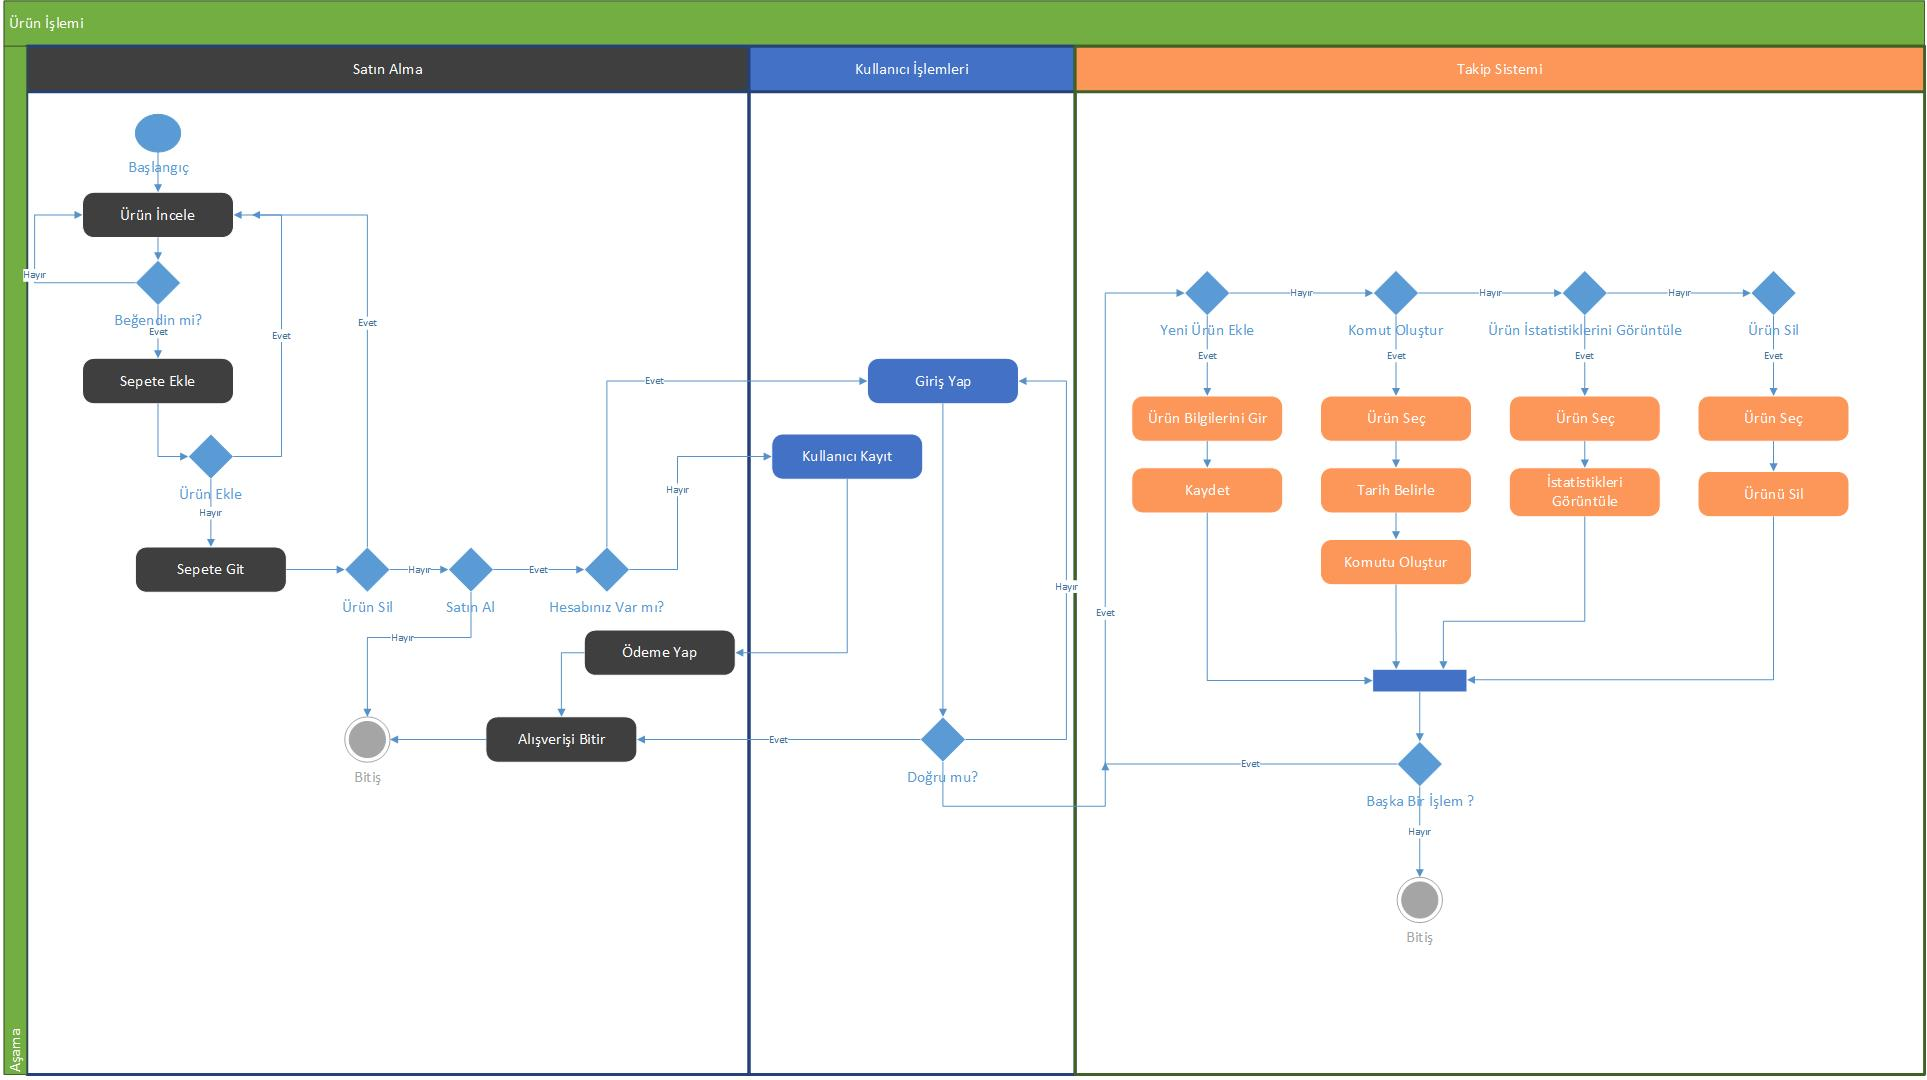 Ürün İşlemi
Satın Alma
Kullanıcı İşlemleri
Takip Sistemi
Aşama
Başlangıç
Ürün İncele
Hayır
Beğendin mi?
Evet
Sepete Ekle
Evet
Ürün Ekle
Hayır
Sepete Git
Evet
Ürün Sil
Hayır
Satın Al
Hayır
Evet
Hesabınız Var mı?
Evet
Hayır
Ödeme Yap
Alışverişi Bitir
Bitiş
Giriş Yap
Kullanıcı Kayıt
Hayır
Evet
Doğru mu?
Evet
Yeni Ürün Ekle
Hayır
Komut Oluştur
Hayır
Ürün İstatistiklerini Görüntüle
Hayır
Ürün Sil
Evet
Evet
Evet
Evet
Ürün Bilgilerini Gir
Ürün Seç
Ürün Seç
Ürün Seç
Kaydet
Tarih Belirle
İstatistikleri
Görüntüle
Ürünü Sil
Komutu Oluştur
Evet
Başka Bir İşlem ?
Hayır
Bitiş